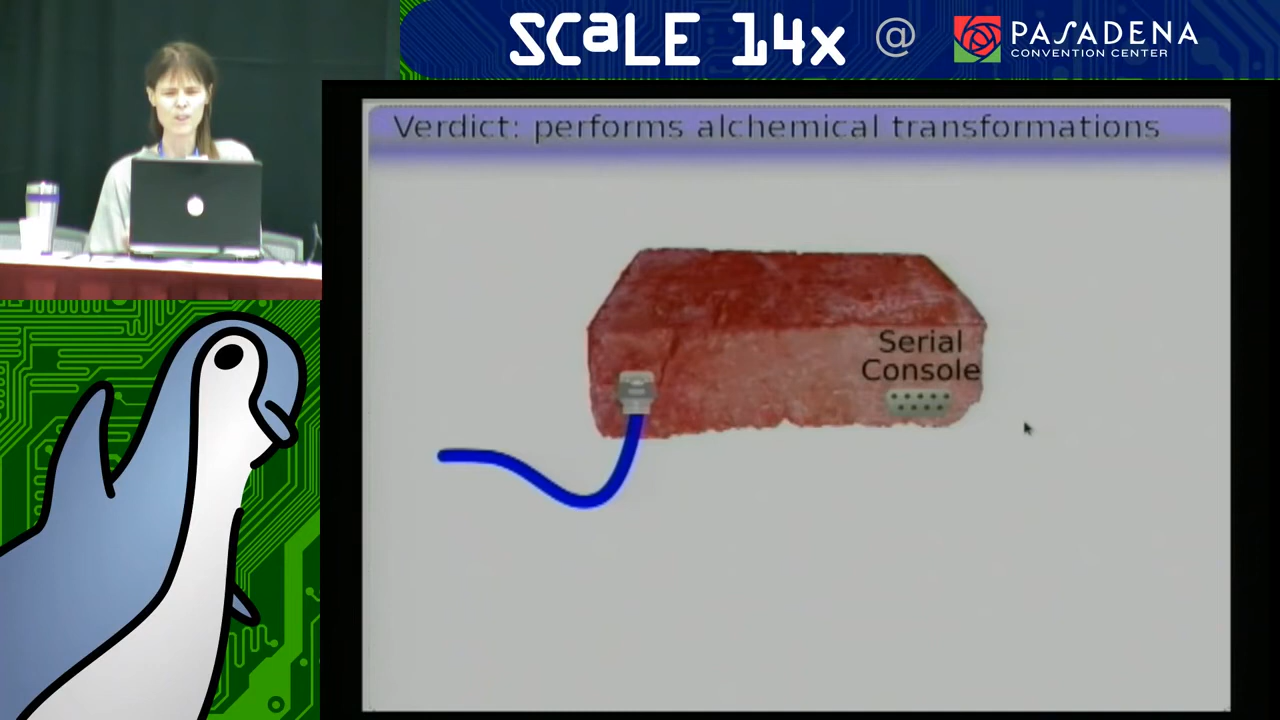 SCaLE 14x @ PASADENA
CONVENTION CENTER
Verdict: performs alchemical transformations
Serial
Console